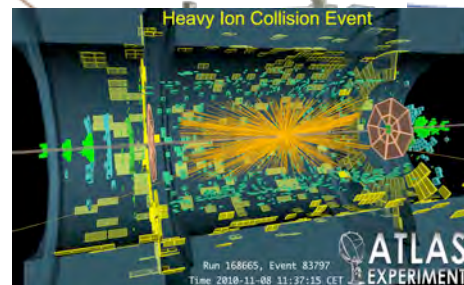 Heavy Ion Collision Event
Run 168665, Event 83797
Time 2010-11-08 11:37:15 CET
ATLAS
EXPERIMENT